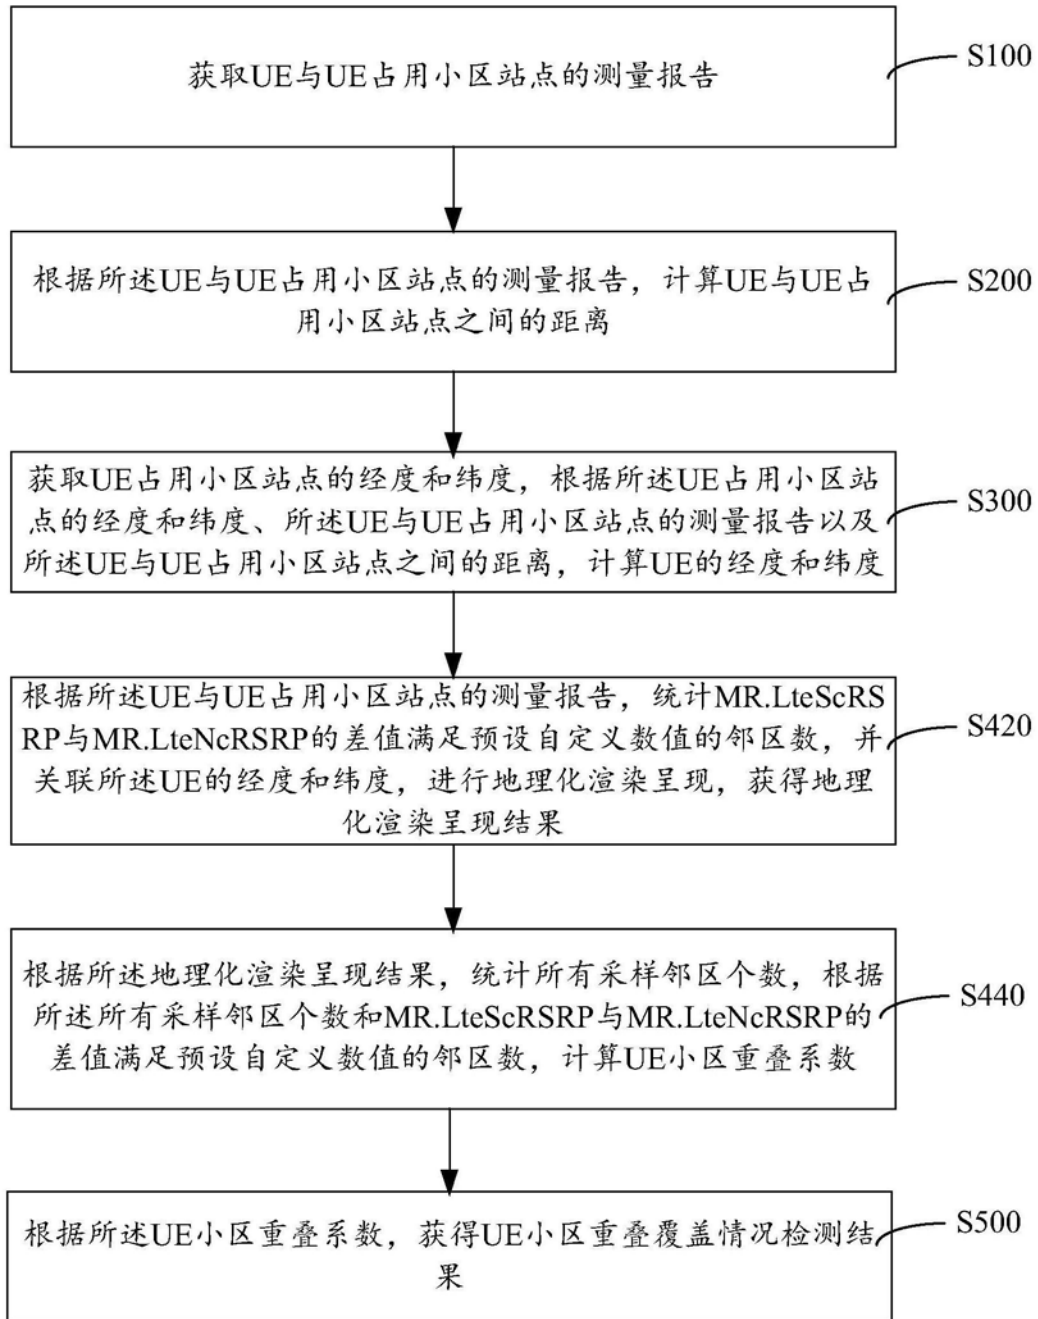 获取UE与UE占用小区站点的测量报告
S100
根据所述UE与UE占用小区站点的测量报告，计算UE与UE占
用小区站点之间的距离
S200
获取UE占用小区站点的经度和纬度，根据所述UE占用小区站
点的经度和纬度、所述UE与UE占用小区站点的测量报告以及
所述UE与UE占用小区站点之间的距离，计算UE的经度和纬度
S300
根据所述UE与UE占用小区站点的测量报告，统计MR.LteScRS
RP与MR.LteNcRSRP的差值满足预设自定义数值的邻区数，并
关联所述UE的经度和纬度，进行地理化渲染呈现，获得地理
化渲染呈现结果
S420
根据所述地理化渲染呈现结果，统计所有采样邻区个数，根据
所述所有采样邻区个数和MR.LteScRSRP与MR.LteNcRSRP的
差值满足预设自定义数值的邻区数，计算UE小区重叠系数
S440
根据所述UE小区重叠系数，获得UE小区重叠覆盖情况检测结
果
S500